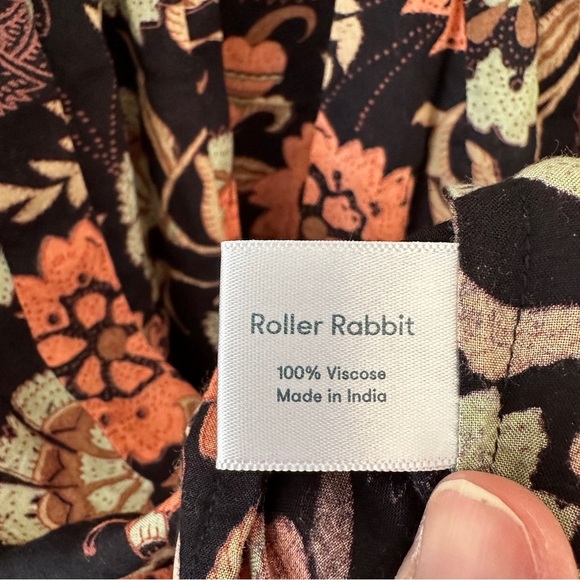 Roller Rabbit
100% Viscose
Made in India